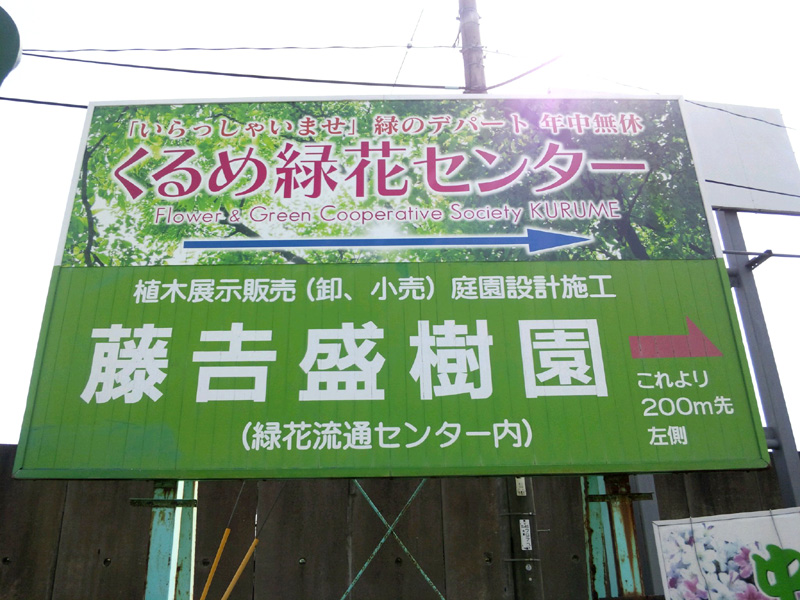 「いらっしゃいませ」緑のデパート 年中無休
くるめ緑花センター
Flower & Green Cooperative Society KURUME
植木展示販売(卸、小売)庭園設計施工
藤𠮷盛樹園
(緑花流通センター内)
これより
200m先
左側